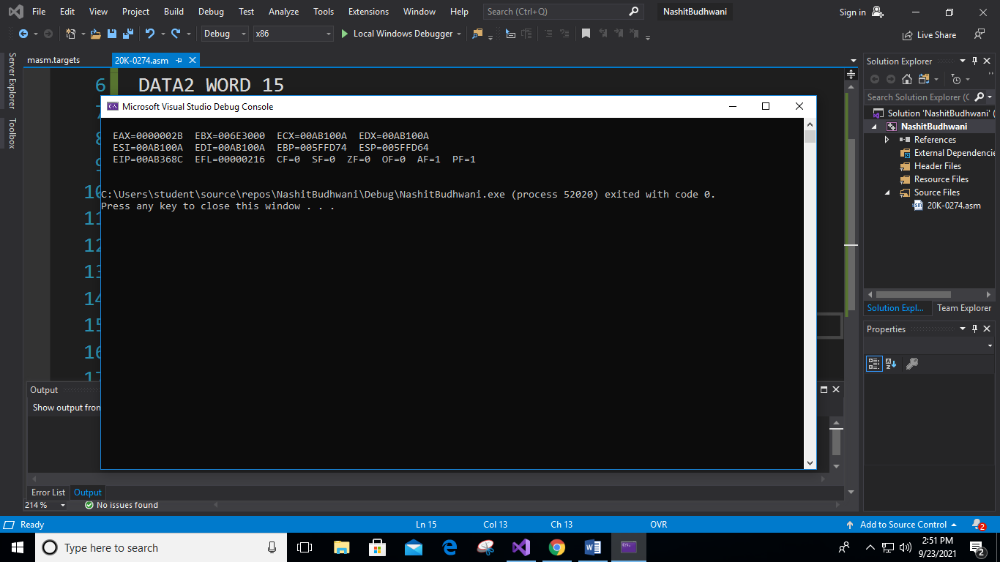 File Edit View Project Build Debug Test Analyze Tools Extensions Window Help Search (Ctrl+Q) NashitBudhwani Sign in
Debug x86 Local Windows Debugger Live Share
masm.targets 20K-0274.asm
Server Explorer
Toolbox
6 DATA2 WORD 15
7
8
9
10
11
12
13
14
15
16
17
Microsoft Visual Studio Debug Console
EAX=0000002B EBX=006E3000 ECX=00AB100A EDX=00AB100A
ESI=00AB100A EDI=00AB100A EBP=005FFD74 ESP=005FFD64
EIP=00AB368C EFL=00000216 CF=0 SF=0 ZF=0 OF=0 AF=1 PF=1
C:\Users\student\source\repos\NashitBudhwani\Debug\NashitBudhwani.exe (process 52020) exited with code 0.
Press any key to close this window . . .
Solution Explorer
Search Solution Explorer (C
Solution 'NashitBudhwani' (
NashitBudhwani
References
External Dependencie
Header Files
Resource Files
Source Files
20K-0274.asm
Solution Expl... Team Explorer
Properties
Output
Show output from
Error List Output
214 % No issues found
Ready Ln 15 Col 13 Ch 13 OVR Add to Source Control 2
Type here to search
2:51 PM
9/23/2021
2